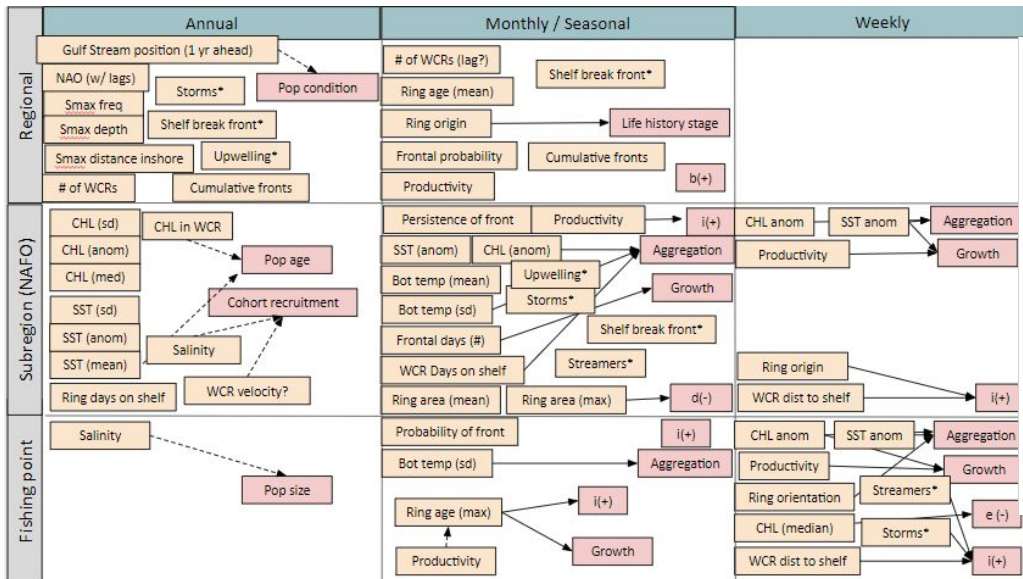 Annual
Monthly / Seasonal
Weekly
Regional
Gulf Stream position (1 yr ahead)
NAO (w/ lags)
Storms*
Pop condition
Smax freq
Smax depth
Shelf break front*
Smax distance inshore
Upwelling*
# of WCRs
Cumulative fronts
# of WCRs (lag?)
Shelf break front*
Ring age (mean)
Ring origin
Life history stage
Frontal probability
Cumulative fronts
Productivity
b(+)
Subregion (NAFO)
CHL (sd)
CHL in WCR
CHL (anom)
Pop age
CHL (med)
Cohort recruitment
SST (sd)
SST (anom)
Salinity
SST (mean)
Ring days on shelf
WCR velocity?
Persistence of front
Productivity
i(+)
SST (anom)
CHL (anom)
Aggregation
Bot temp (mean)
Upwelling*
Growth
Bot temp (sd)
Storms*
Frontal days (#)
Shelf break front*
WCR Days on shelf
Streamers*
Ring area (mean)
Ring area (max)
d(-)
CHL anom
SST anom
Aggregation
Productivity
Growth
Ring origin
WCR dist to shelf
i(+)
Fishing point
Salinity
Pop size
Probability of front
i(+)
Bot temp (sd)
Aggregation
Ring age (max)
i(+)
Productivity
Growth
CHL anom
SST anom
Aggregation
Productivity
Growth
Ring orientation
Streamers*
CHL (median)
e (-)
Storms*
WCR dist to shelf
i(+)